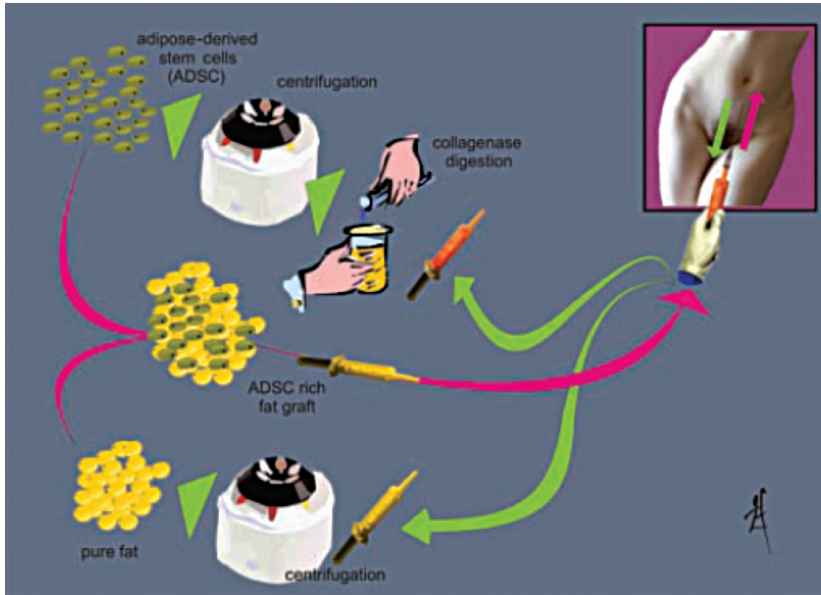 adipose-derived
stem cells
(ADSC)
centrifugation
collagenase
digestion
ADSC rich
fat graft
pure fat
centrifugation